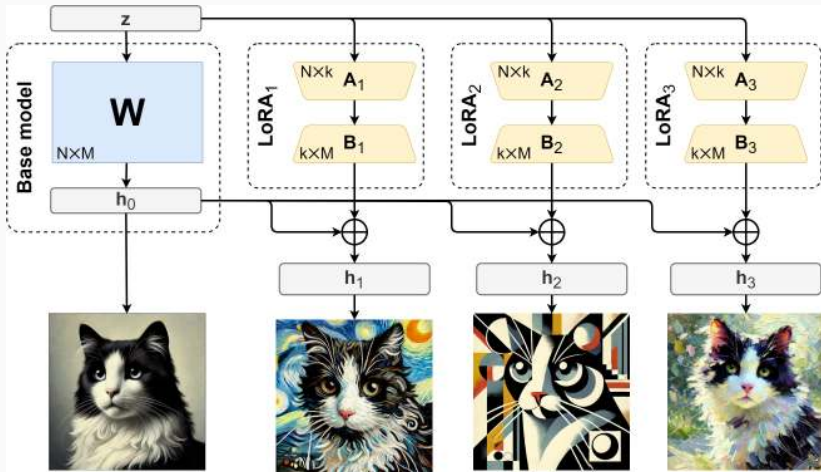 z
Base model
W
N×M
h₀
LoRA₁
N×k
A₁
B₁
k×M
LoRA₂
N×k
A₂
B₂
k×M
LoRA₃
N×k
A₃
B₃
k×M
h₁
h₂
h₃